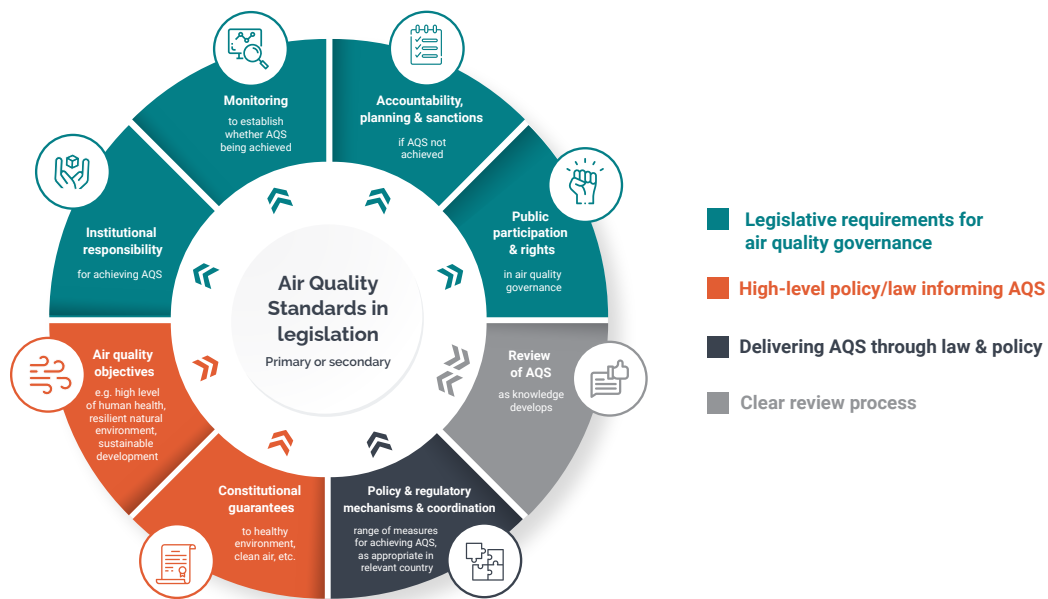 Monitoring
to establish
whether AQS
being achieved
Accountability,
planning & sanctions
if AQS not
achieved
Public
participation
& rights
in air quality
governance
Review
of AQS
as knowledge
develops
Policy & regulatory
mechanisms & coordination
range of measures
for achieving AQS,
as appropriate in
relevant country
Constitutional
guarantees
to healthy
environment,
clean air, etc.
Air quality
objectives
e.g. high level
of human health,
resilient natural
environment,
sustainable
development
Institutional
responsibility
for achieving AQS
Air Quality
Standards in
legislation
Primary or secondary
Legislative requirements for
air quality governance
High-level policy/law informing AQS
Delivering AQS through law & policy
Clear review process